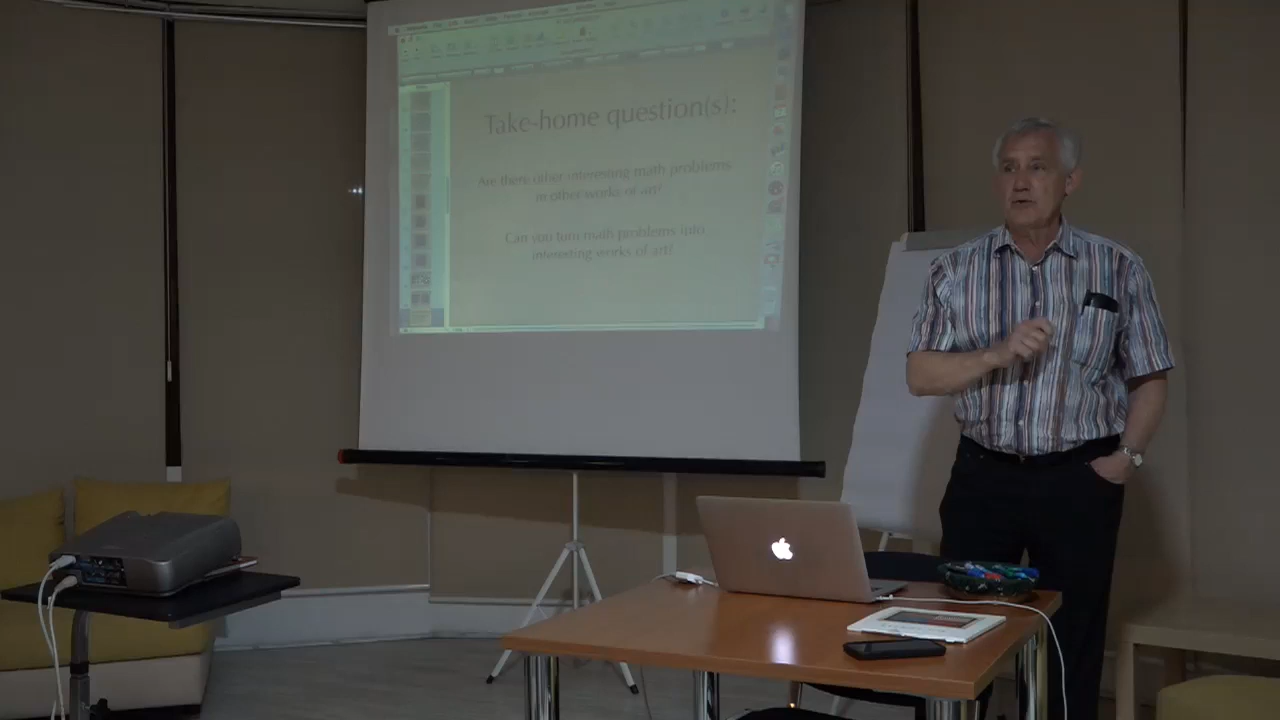 Take-home question(s):
Are there other interesting math problems
in other works of art?
Can you turn math problems into
interesting works of art?